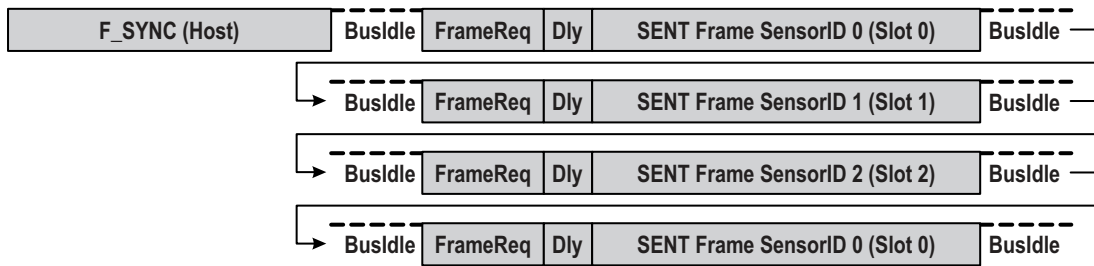 F_SYNC (Host) BusIdle FrameReq Dly SENT Frame SensorID 0 (Slot 0) BusIdle
BusIdle FrameReq Dly SENT Frame SensorID 1 (Slot 1) BusIdle
BusIdle FrameReq Dly SENT Frame SensorID 2 (Slot 2) BusIdle
BusIdle FrameReq Dly SENT Frame SensorID 0 (Slot 0) BusIdle